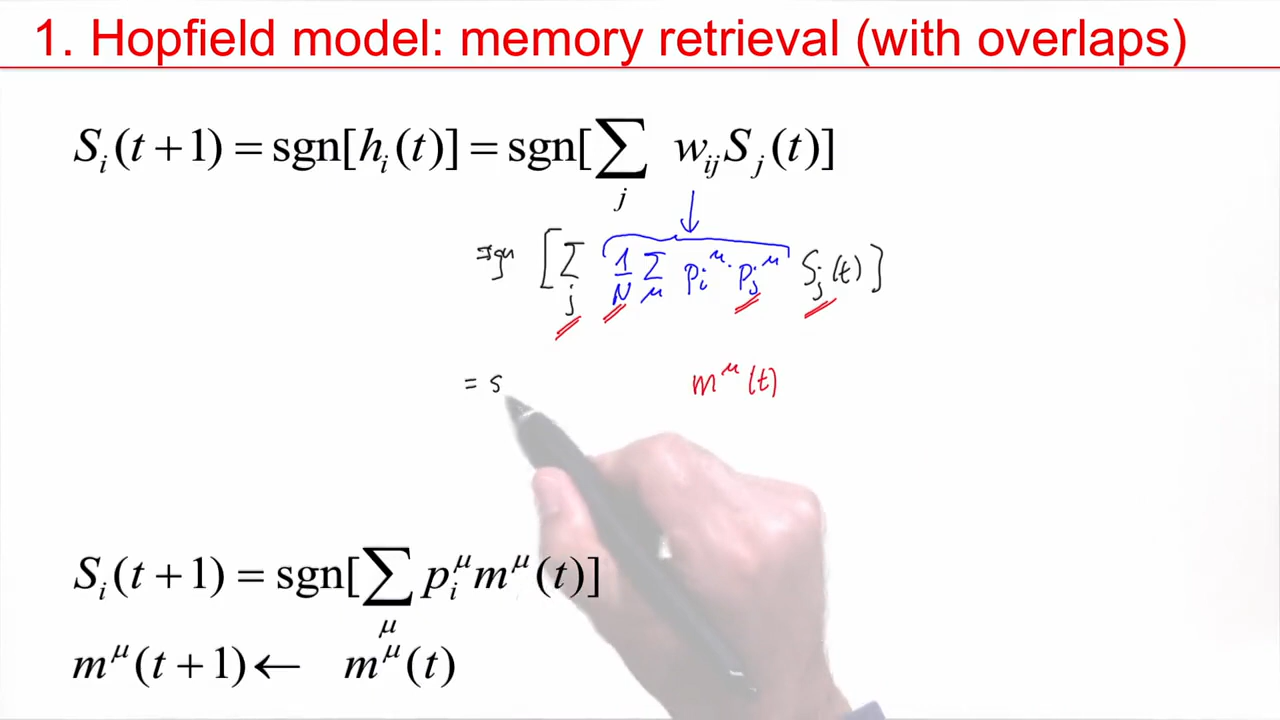 1. Hopfield model: memory retrieval (with overlaps)
S_i(t+1) = sgn[h_i(t)] = sgn[∑_j w_ij S_j(t)]
sgn [∑_j 1/N ∑_μ p_i^μ · p_j^μ S_j(t)]
= s m^μ(t)
S_i(t+1) = sgn[∑_μ p_i^μ m^μ(t)]
m^μ(t+1) ← m^μ(t)